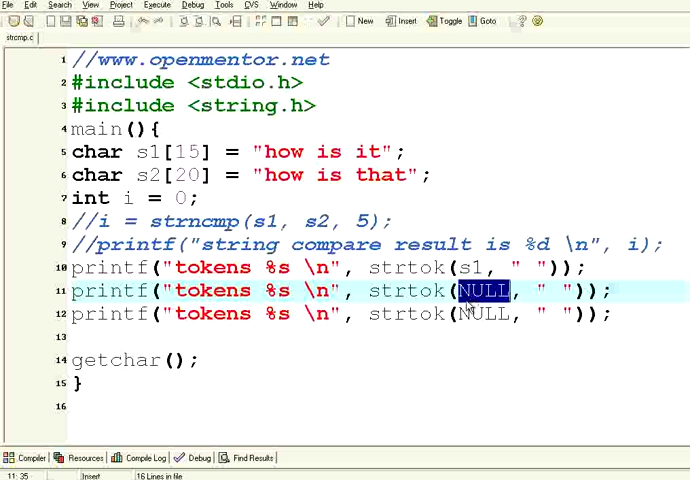 File Edit Search View Project Execute Debug Tools CVS Window Help
New Insert Toggle Goto
strcmp.c
1 //www.openmentor.net
2 #include <stdio.h>
3 #include <string.h>
4 main(){
5 char s1[15] = "how is it";
6 char s2[20] = "how is that";
7 int i = 0;
8 //i = strncmp(s1, s2, 5);
9 //printf("string compare result is %d \n", i);
10 printf("tokens %s \n", strtok(s1, " "));
11 printf("tokens %s \n", strtok(NULL, " "));
12 printf("tokens %s \n", strtok(NULL, " "));
13
14 getchar();
15 }
16
Compiler Resources Compile Log Debug Find Results
11: 35 Insert 16 Lines in file